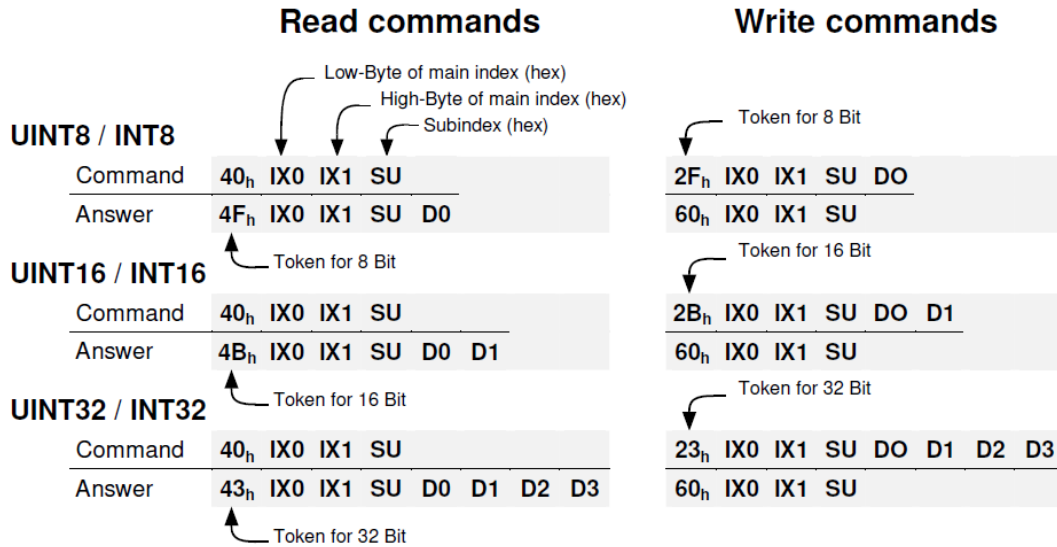 Read commands Write commands
Low-Byte of main index (hex)
High-Byte of main index (hex)
Subindex (hex) Token for 8 Bit
UINT8 / INT8
Command 40h IX0 IX1 SU 2Fh IX0 IX1 SU DO
Answer 4Fh IX0 IX1 SU D0 60h IX0 IX1 SU
Token for 8 Bit Token for 16 Bit
UINT16 / INT16
Command 40h IX0 IX1 SU 2Bh IX0 IX1 SU DO D1
Answer 4Bh IX0 IX1 SU D0 D1 60h IX0 IX1 SU
Token for 16 Bit Token for 32 Bit
UINT32 / INT32
Command 40h IX0 IX1 SU 23h IX0 IX1 SU DO D1 D2 D3
Answer 43h IX0 IX1 SU D0 D1 D2 D3 60h IX0 IX1 SU
Token for 32 Bit